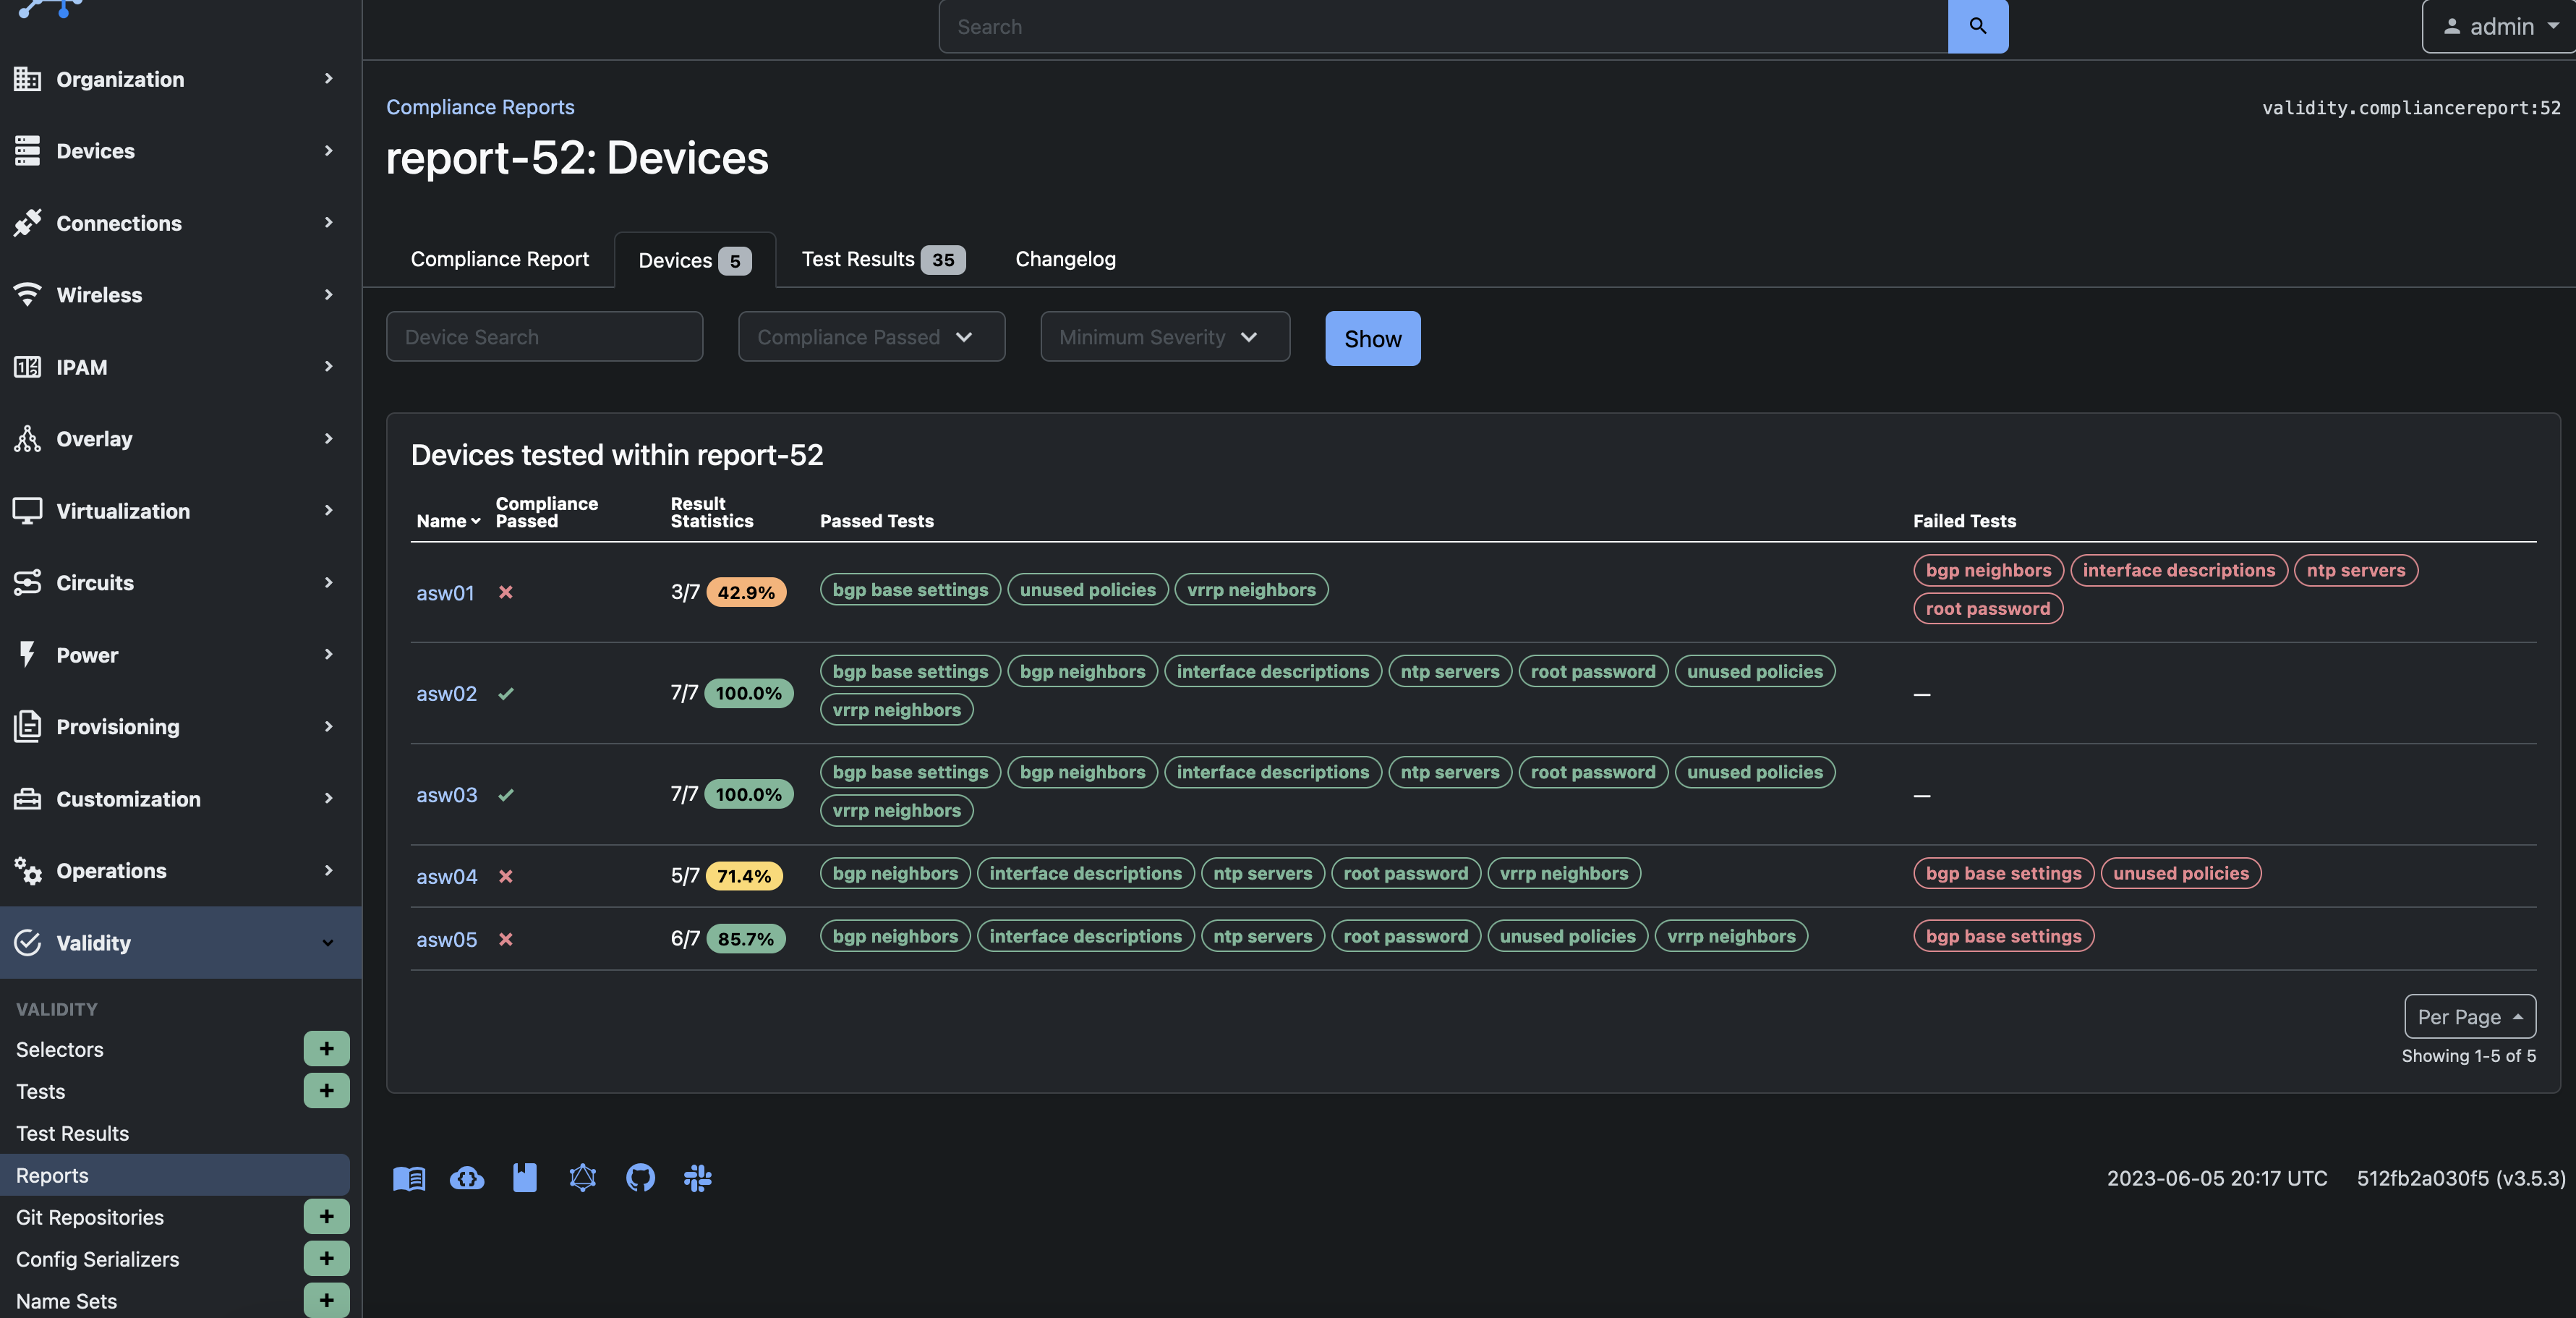 Search
admin
Organization
Devices
Connections
Wireless
IPAM
Overlay
Virtualization
Circuits
Power
Provisioning
Customization
Operations
Validity
VALIDITY
Selectors
Tests
Test Results
Reports
Git Repositories
Config Serializers
Name Sets
Compliance Reports
validity.compliancereport:52
report-52: Devices
Compliance Report Devices 5 Test Results 35 Changelog
Device Search Compliance Passed Minimum Severity Show
Devices tested within report-52
Name Compliance Passed Result Statistics Passed Tests Failed Tests
asw01 3/7 42.9% bgp base settings unused policies vrrp neighbors bgp neighbors interface descriptions ntp servers
root password
asw02 7/7 100.0% bgp base settings bgp neighbors interface descriptions ntp servers root password unused policies —
vrrp neighbors
asw03 7/7 100.0% bgp base settings bgp neighbors interface descriptions ntp servers root password unused policies —
vrrp neighbors
asw04 5/7 71.4% bgp neighbors interface descriptions ntp servers root password vrrp neighbors bgp base settings unused policies
asw05 6/7 85.7% bgp neighbors interface descriptions ntp servers root password unused policies vrrp neighbors bgp base settings
Per Page
Showing 1-5 of 5
2023-06-05 20:17 UTC 512fb2a030f5 (v3.5.3)